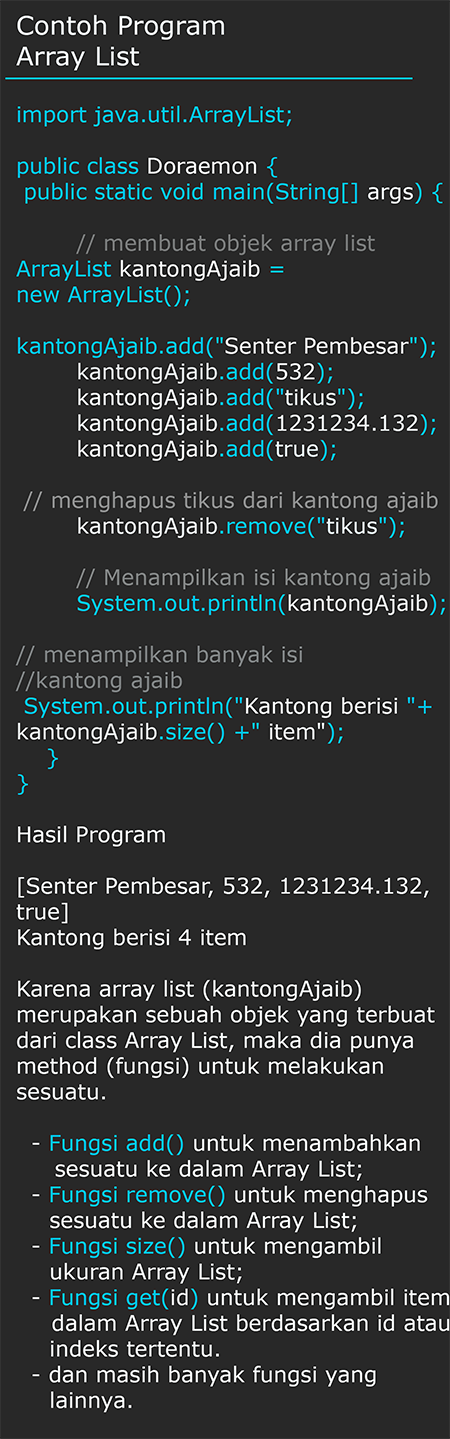 Contoh Program
Array List
import java.util.ArrayList;
public class Doraemon {
public static void main(String[] args) {
// membuat objek array list
ArrayList kantongAjaib =
new ArrayList();
kantongAjaib.add("Senter Pembesar");
kantongAjaib.add(532);
kantongAjaib.add("tikus");
kantongAjaib.add(1231234.132);
kantongAjaib.add(true);
// menghapus tikus dari kantong ajaib
kantongAjaib.remove("tikus");
// Menampilkan isi kantong ajaib
System.out.println(kantongAjaib);
// menampilkan banyak isi
//kantong ajaib
System.out.println("Kantong berisi "+
kantongAjaib.size() +" item");
}
}
Hasil Program
[Senter Pembesar, 532, 1231234.132,
true]
Kantong berisi 4 item
Karena array list (kantongAjaib)
merupakan sebuah objek yang terbuat
dari class Array List, maka dia punya
method (fungsi) untuk melakukan
sesuatu.
- Fungsi add() untuk menambahkan
sesuatu ke dalam Array List;
- Fungsi remove() untuk menghapus
sesuatu ke dalam Array List;
- Fungsi size() untuk mengambil
ukuran Array List;
- Fungsi get(id) untuk mengambil item
dalam Array List berdasarkan id atau
indeks tertentu.
- dan masih banyak fungsi yang
lainnya.